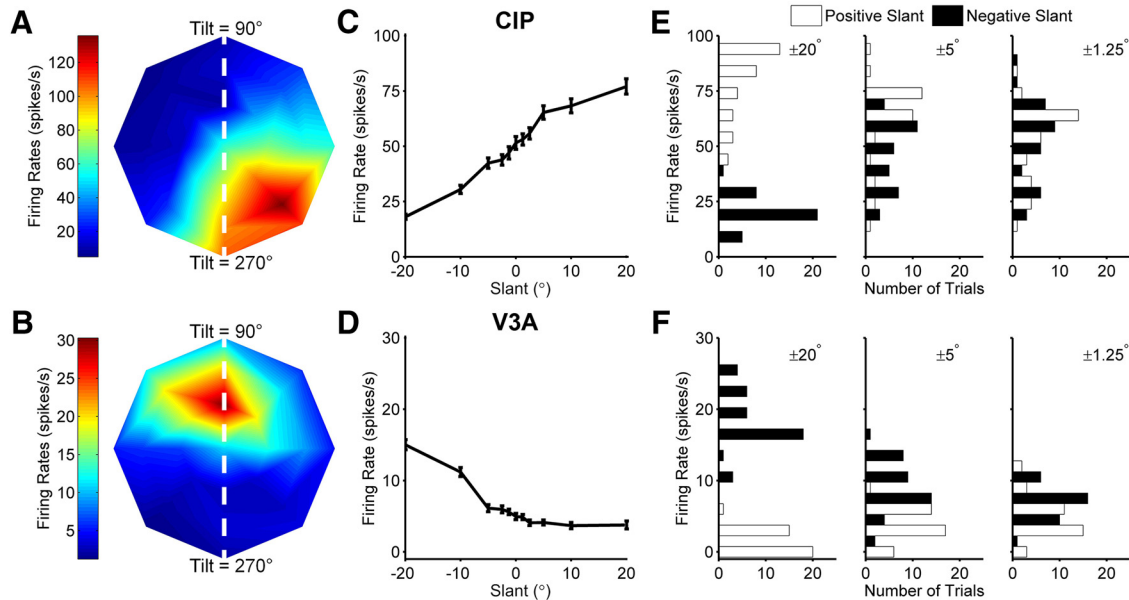 A
Firing Rates (spikes/s)
120
100
80
60
40
20
Tilt = 90°
Tilt = 270°
C
CIP
Firing Rate (spikes/s)
100
75
50
25
0
-20 -10 0 10 20
Slant (°)
E
Positive Slant Negative Slant
Firing Rate (spikes/s)
100
75
50
25
0
±20° ±5° ±1.25°
0 10 20 0 10 20 0 10 20
Number of Trials
B
Firing Rates (spikes/s)
30
25
20
15
10
5
Tilt = 90°
Tilt = 270°
D
V3A
Firing Rate (spikes/s)
30
20
10
0
-20 -10 0 10 20
Slant (°)
F
Firing Rate (spikes/s)
30
20
10
0
±20° ±5° ±1.25°
0 10 20 0 10 20 0 10 20
Number of Trials